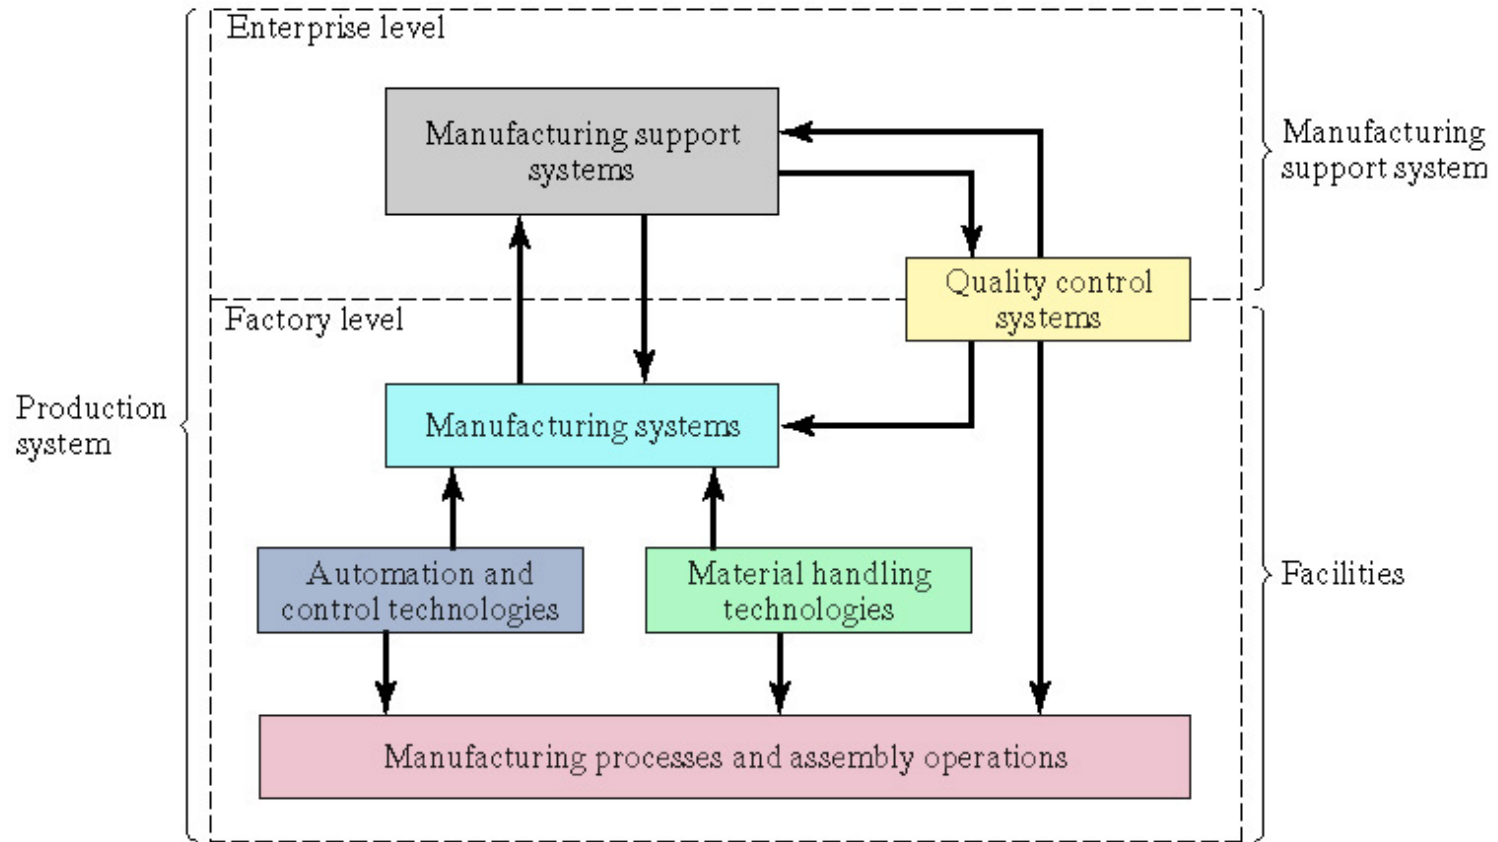 Enterprise level
Manufacturing support
systems
Manufacturing
support system
Quality control
systems
Factory level
Production
system
Manufacturing systems
Automation and
control technologies
Material handling
technologies
Facilities
Manufacturing processes and assembly operations